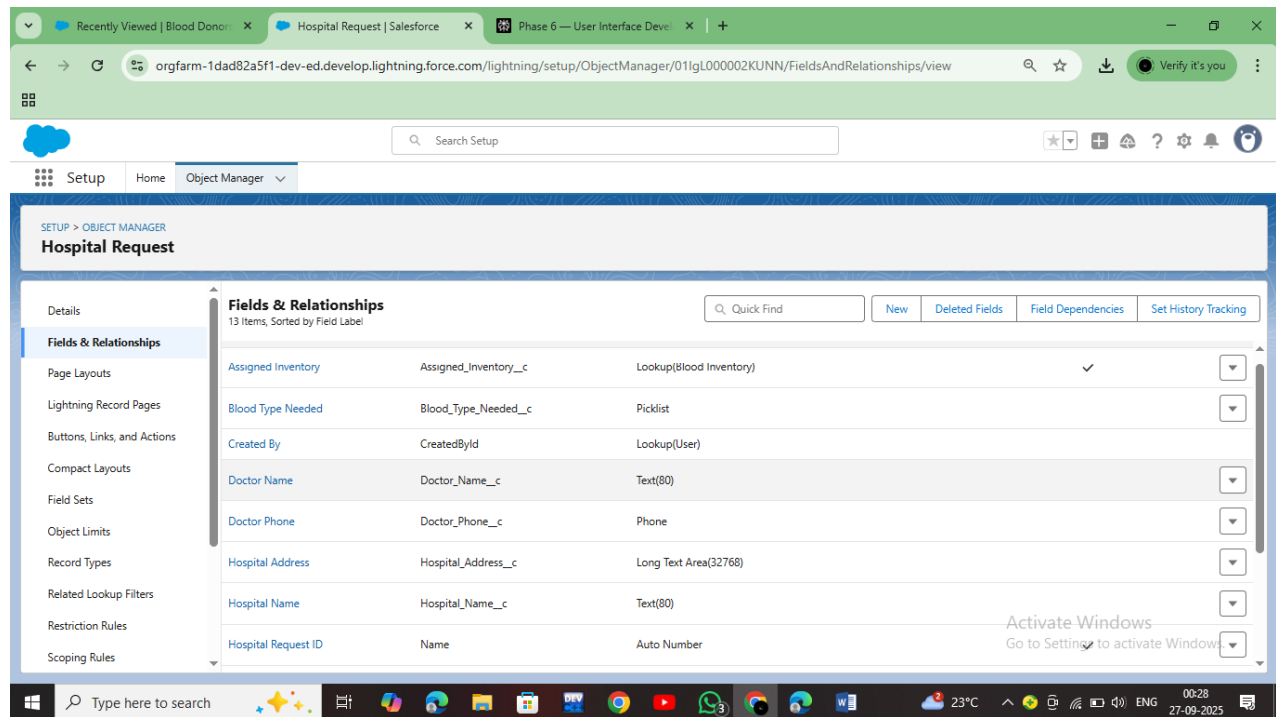 Recently Viewed | Blood Donors
Hospital Request | Salesforce
Phase 6 — User Interface Devel
orgfarm-1dad82a5f1-dev-ed.develop.lightning.force.com/lightning/setup/ObjectManager/01IgL000002KUNN/FieldsAndRelationships/view
Verify it's you
Search Setup
Setup
Home
Object Manager
SETUP > OBJECT MANAGER
Hospital Request
Details
Fields & Relationships
Page Layouts
Lightning Record Pages
Buttons, Links, and Actions
Compact Layouts
Field Sets
Object Limits
Record Types
Related Lookup Filters
Restriction Rules
Scoping Rules
Fields & Relationships
13 Items, Sorted by Field Label
Quick Find
New
Deleted Fields
Field Dependencies
Set History Tracking
Assigned Inventory Assigned_Inventory__c Lookup(Blood Inventory)
Blood Type Needed Blood_Type_Needed__c Picklist
Created By CreatedById Lookup(User)
Doctor Name Doctor_Name__c Text(80)
Doctor Phone Doctor_Phone__c Phone
Hospital Address Hospital_Address__c Long Text Area(32768)
Hospital Name Hospital_Name__c Text(80)
Hospital Request ID Name Auto Number
Activate Windows
Go to Settings to activate Windows.
Type here to search
DEV
3
W
2
23°C
ENG
00:28
27-09-2025